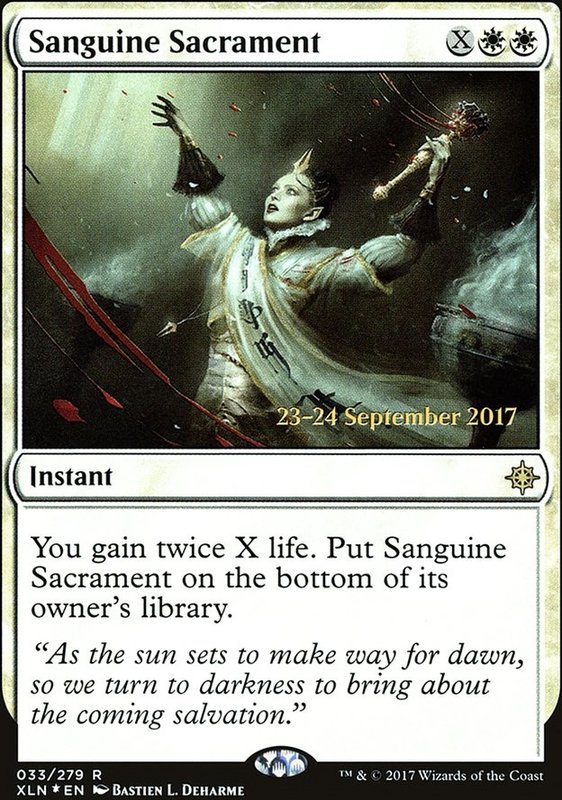 Sanguine Sacrament X
23–24 September 2017
Instant
You gain twice X life. Put Sanguine
Sacrament on the bottom of its
owner's library.
“As the sun sets to make way for dawn,
so we turn to darkness to bring about
the coming salvation.”
033/279 R
XLN ★ EN Bastien L. Deharme
™ & © 2017 Wizards of the Coast